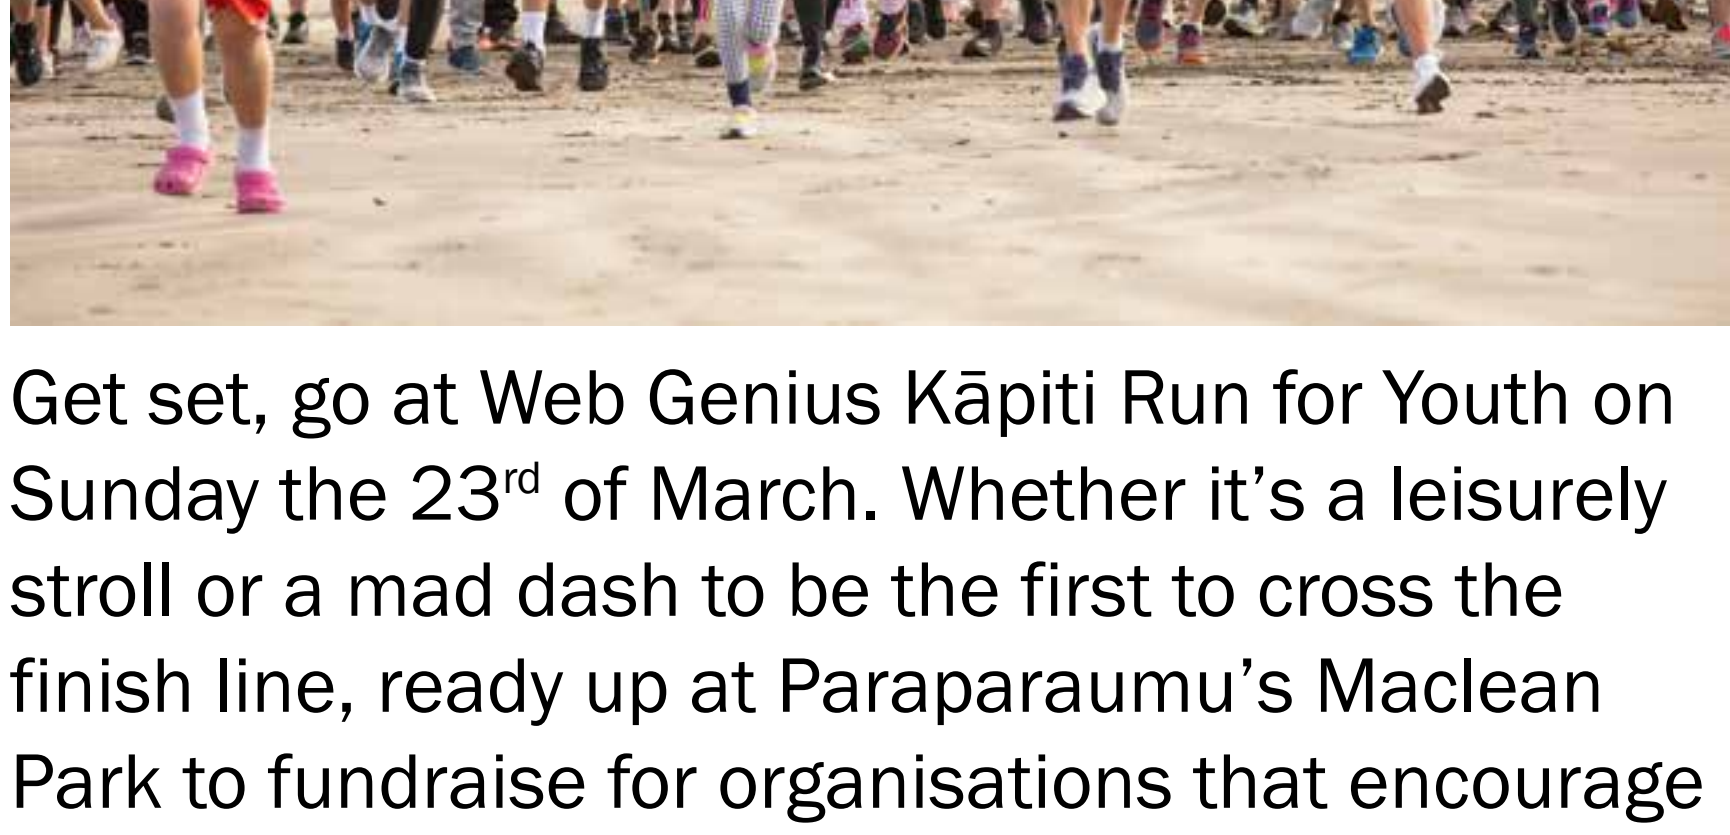 Get set, go at Web Genius Kāpiti Run for Youth on
Sunday the 23rd of March. Whether it’s a leisurely
stroll or a mad dash to be the first to cross the
finish line, ready up at Paraparaumu’s Maclean
Park to fundraise for organisations that encourage